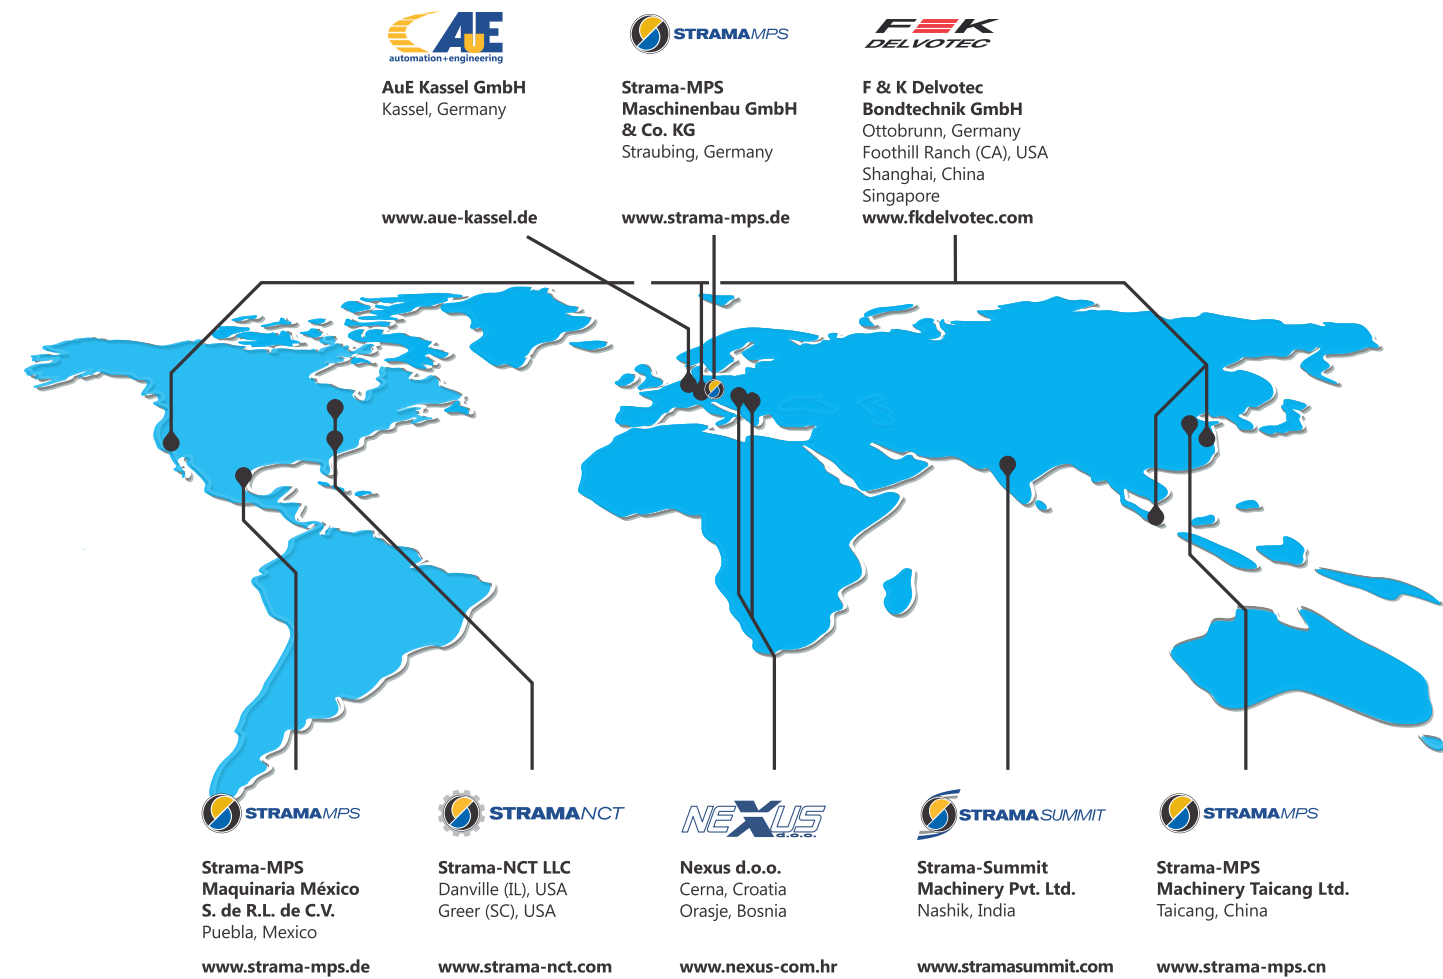 AuE
automation+engineering
AuE Kassel GmbH
Kassel, Germany
www.aue-kassel.de
STRAMAMPS
Strama-MPS
Maschinenbau GmbH
& Co. KG
Straubing, Germany
www.strama-mps.de
F&K
DELVOTEC
F & K Delvotec
Bondtechnik GmbH
Ottobrunn, Germany
Foothill Ranch (CA), USA
Shanghai, China
Singapore
www.fkdelvotec.com
STRAMAMPS
Strama-MPS
Maquinaria México
S. de R.L. de C.V.
Puebla, Mexico
www.strama-mps.de
STRAMANCT
Strama-NCT LLC
Danville (IL), USA
Greer (SC), USA
www.strama-nct.com
NEXUS
d.o.o.
Nexus d.o.o.
Cerna, Croatia
Orasje, Bosnia
www.nexus-com.hr
STRAMA SUMMIT
Strama-Summit
Machinery Pvt. Ltd.
Nashik, India
www.stramasummit.com
STRAMAMPS
Strama-MPS
Machinery Taicang Ltd.
Taicang, China
www.strama-mps.cn